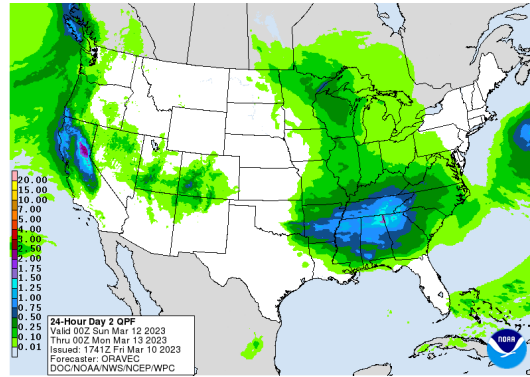 20.00
15.00
10.00
7.00
5.00
4.00
3.00
2.50
2.00
1.75
1.50
1.25
1.00
0.75
0.50
0.25
0.10
0.01
24-Hour Day 2 QPF
Valid 00Z Sun Mar 12 2023
Thru 00Z Mon Mar 13 2023
Issued: 1741Z Fri Mar 10 2023
Forecaster: ORAVEC
DOC/NOAA/NWS/NCEP/WPC
NOAA